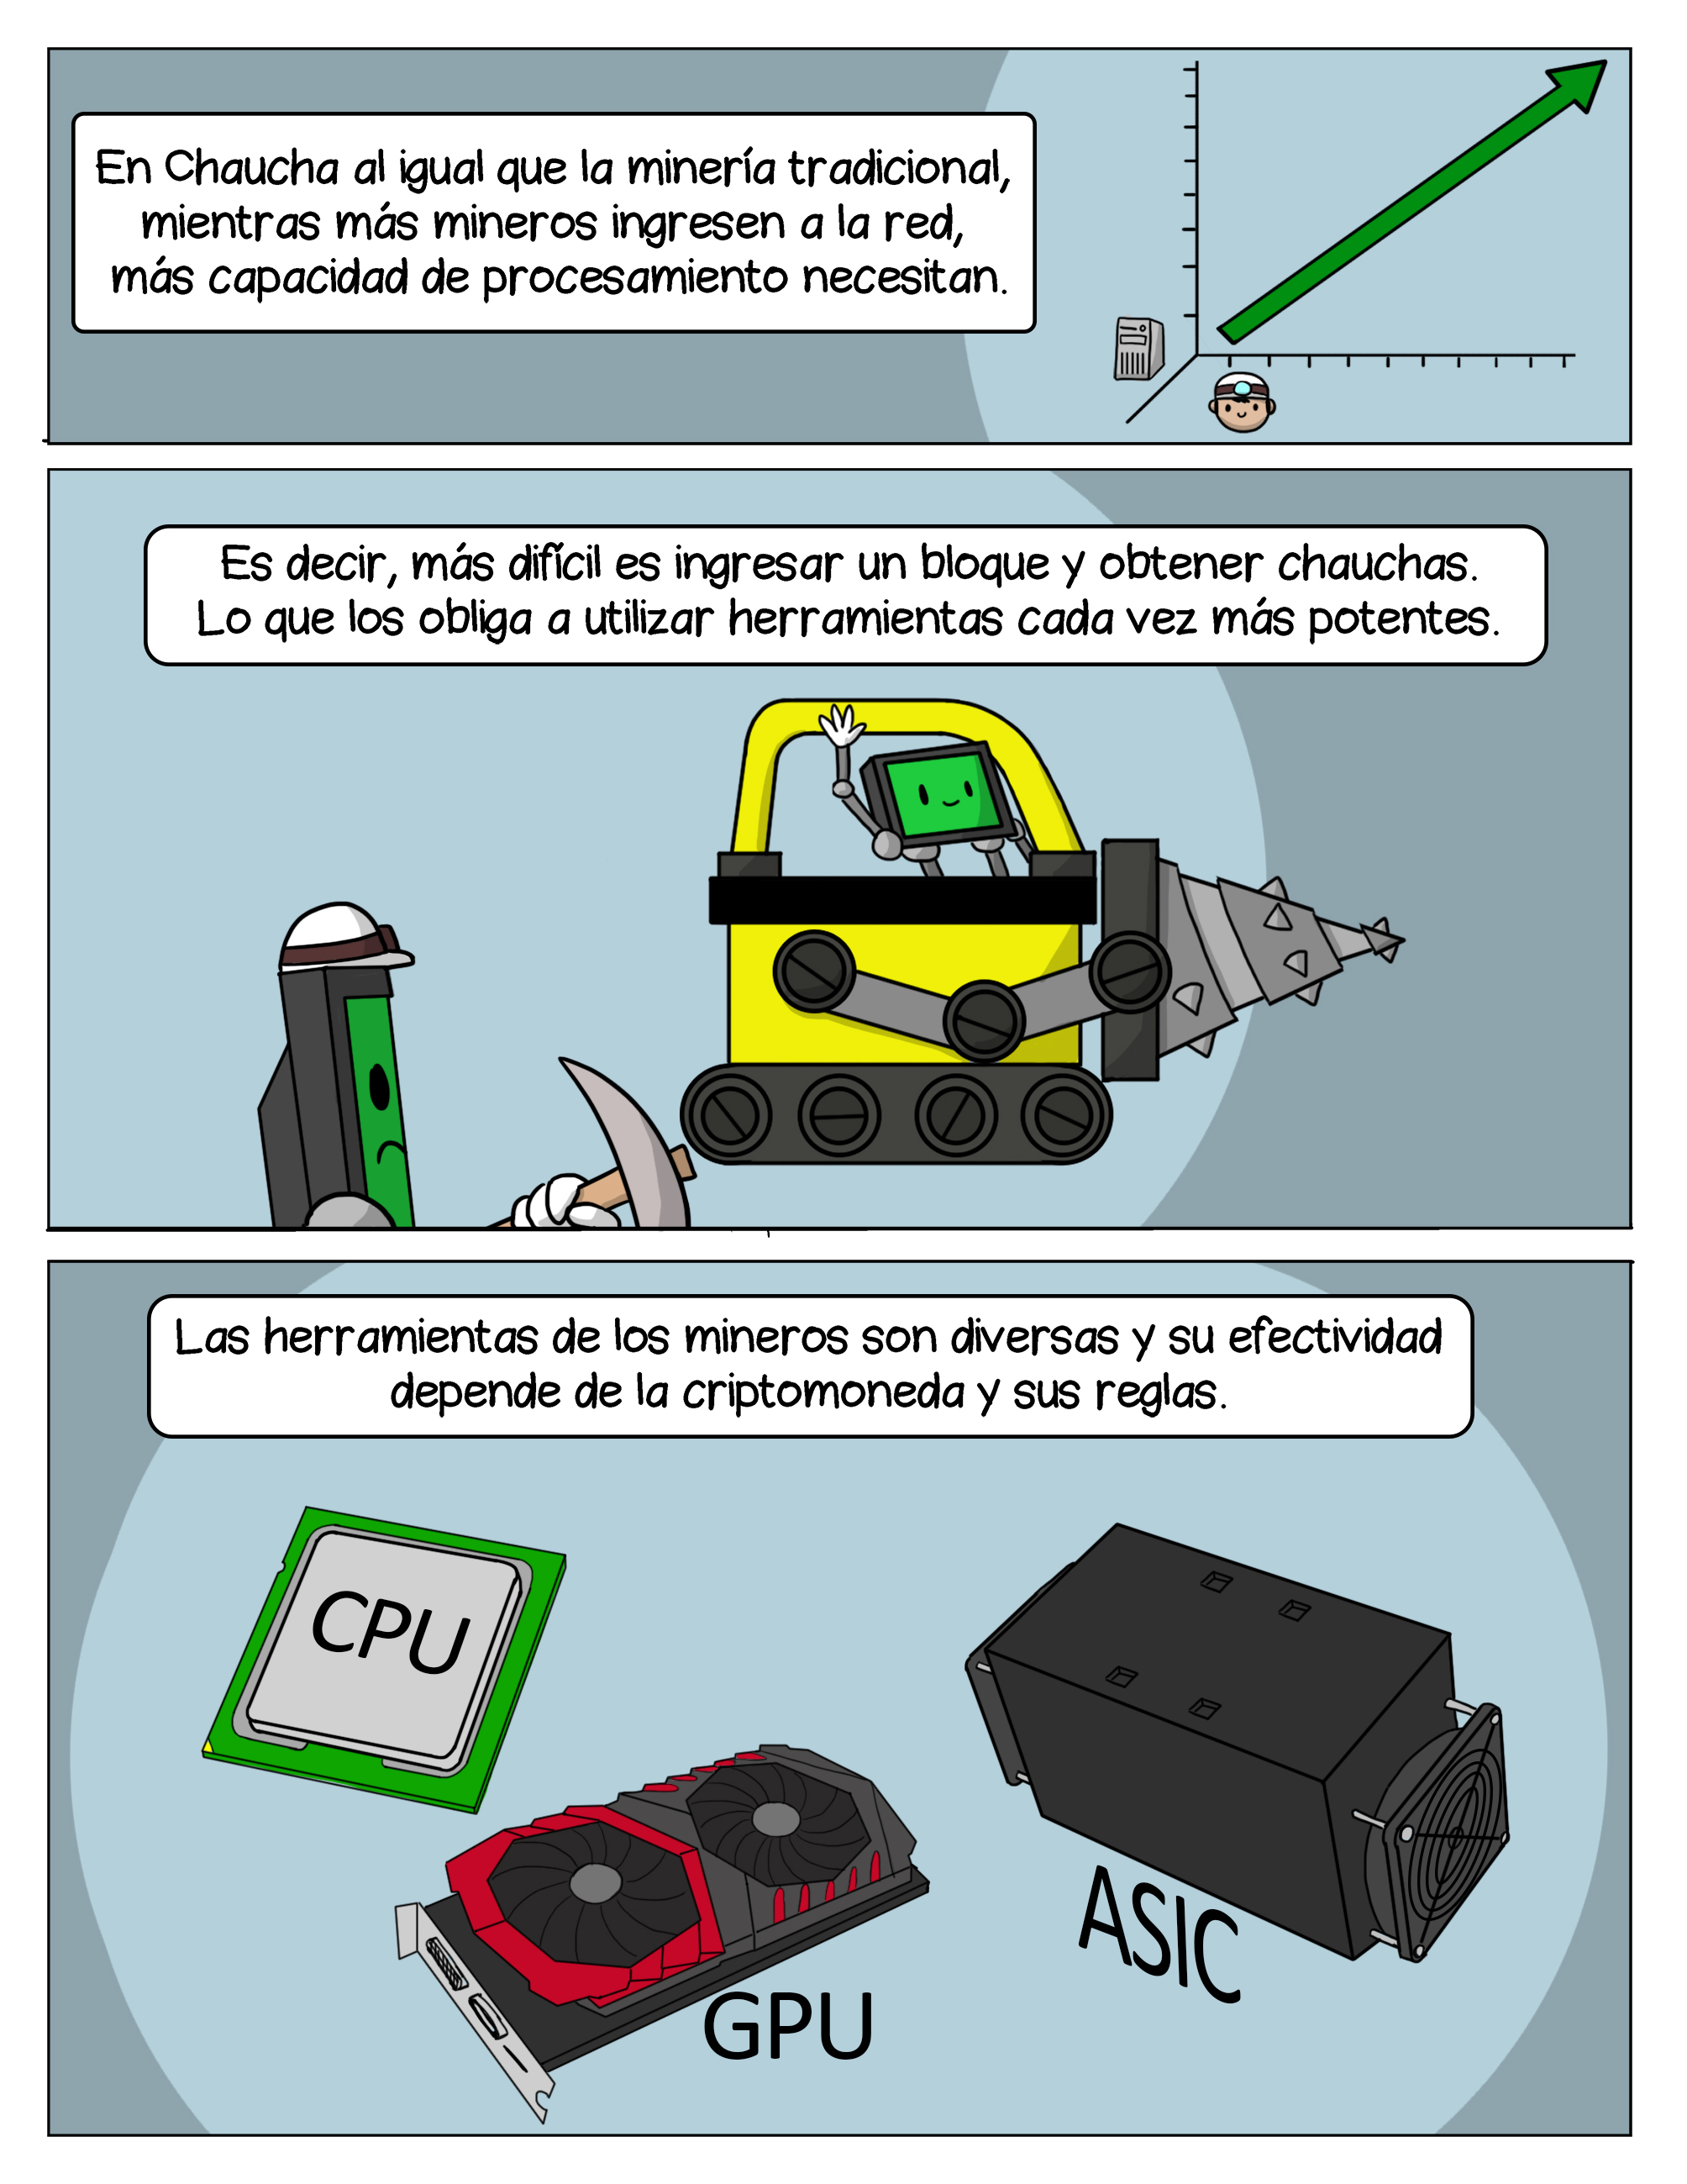 En Chaucha al igual que la minería tradicional,
mientras más mineros ingresen a la red,
más capacidad de procesamiento necesitan.
Es decir, más difícil es ingresar un bloque y obtener chauchas.
Lo que los obliga a utilizar herramientas cada vez más potentes.
Las herramientas de los mineros son diversas y su efectividad
depende de la criptomoneda y sus reglas.
CPU
GPU
ASIC